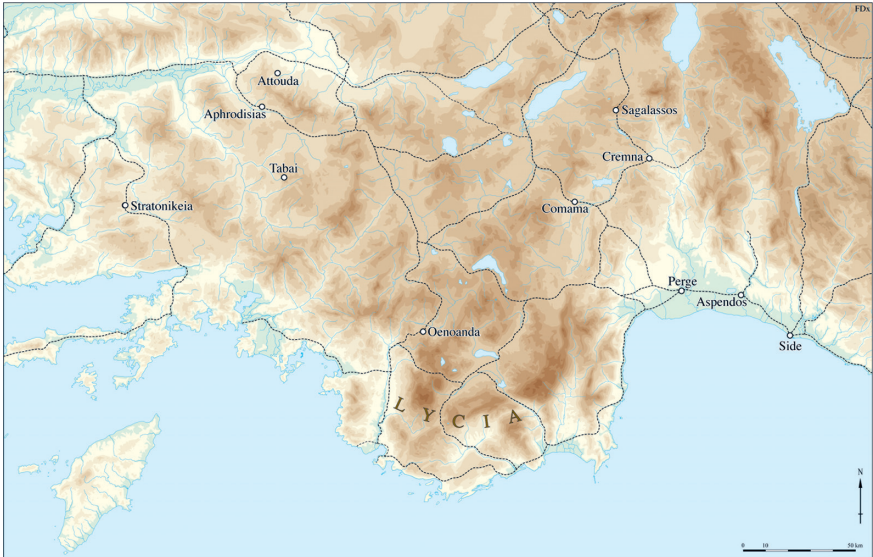 FDx
Attouda
Aphrodisias
Sagalassos
Cremna
Tabai
Stratonikeia
Comama
Perge
Aspendos
Oenoanda
Side
LYCIA
N
0 10 50 km